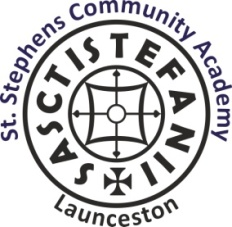 St. Stephens Community Academy
SASCTISTEFANII
Launceston